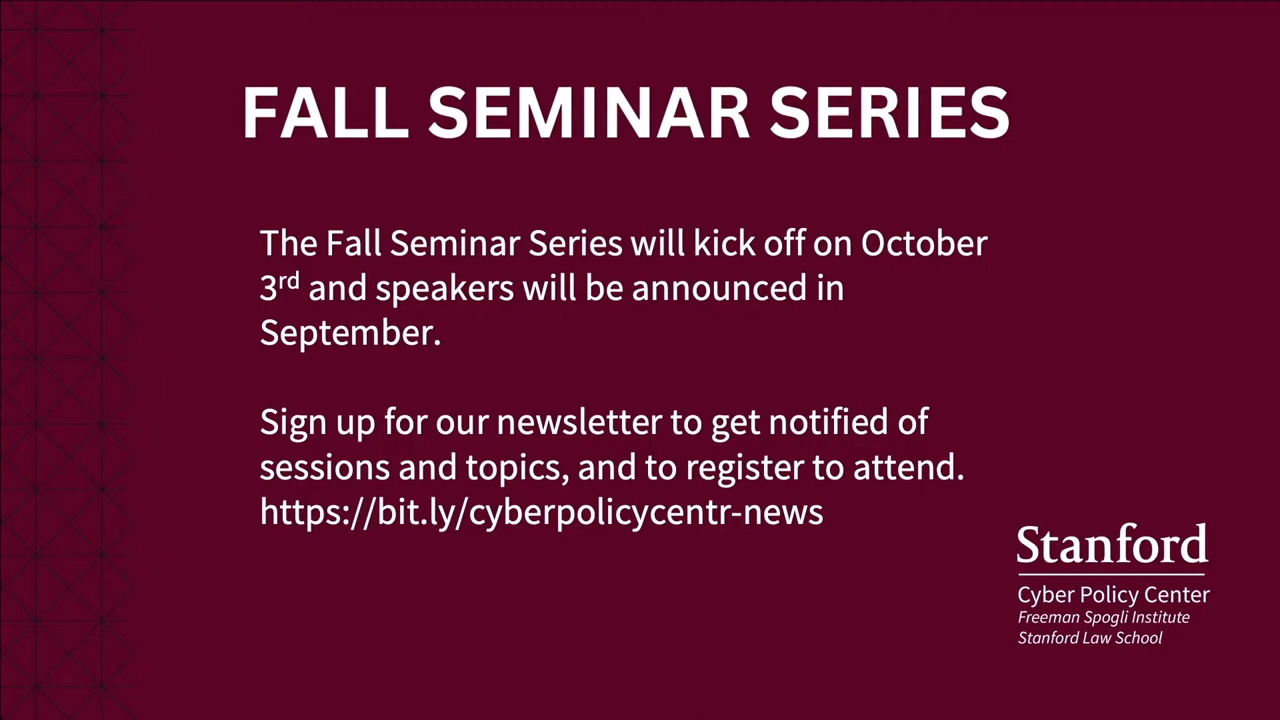 FALL SEMINAR SERIES
The Fall Seminar Series will kick off on October
3rd and speakers will be announced in
September.
Sign up for our newsletter to get notified of
sessions and topics, and to register to attend.
https://bit.ly/cyberpolicycentr-news
Stanford
Cyber Policy Center
Freeman Spogli Institute
Stanford Law School